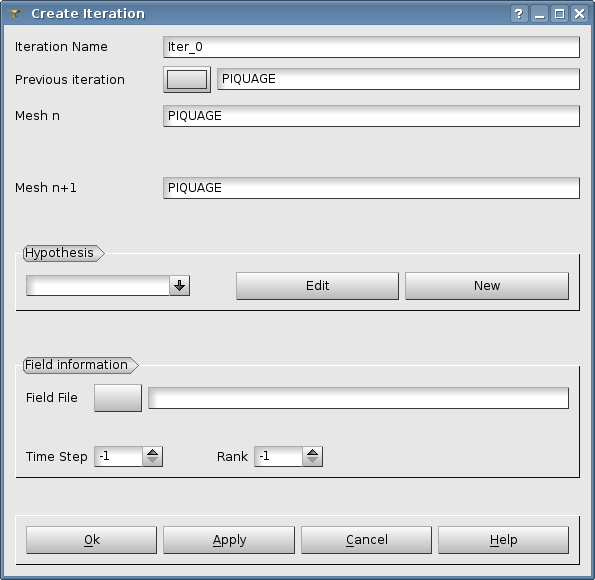 Create Iteration
Iteration Name Iter_0
Previous iteration PIQUAGE
Mesh n PIQUAGE
Mesh n+1 PIQUAGE
Hypothesis
Edit New
Field information
Field File
Time Step -1 Rank -1
Ok Apply Cancel Help